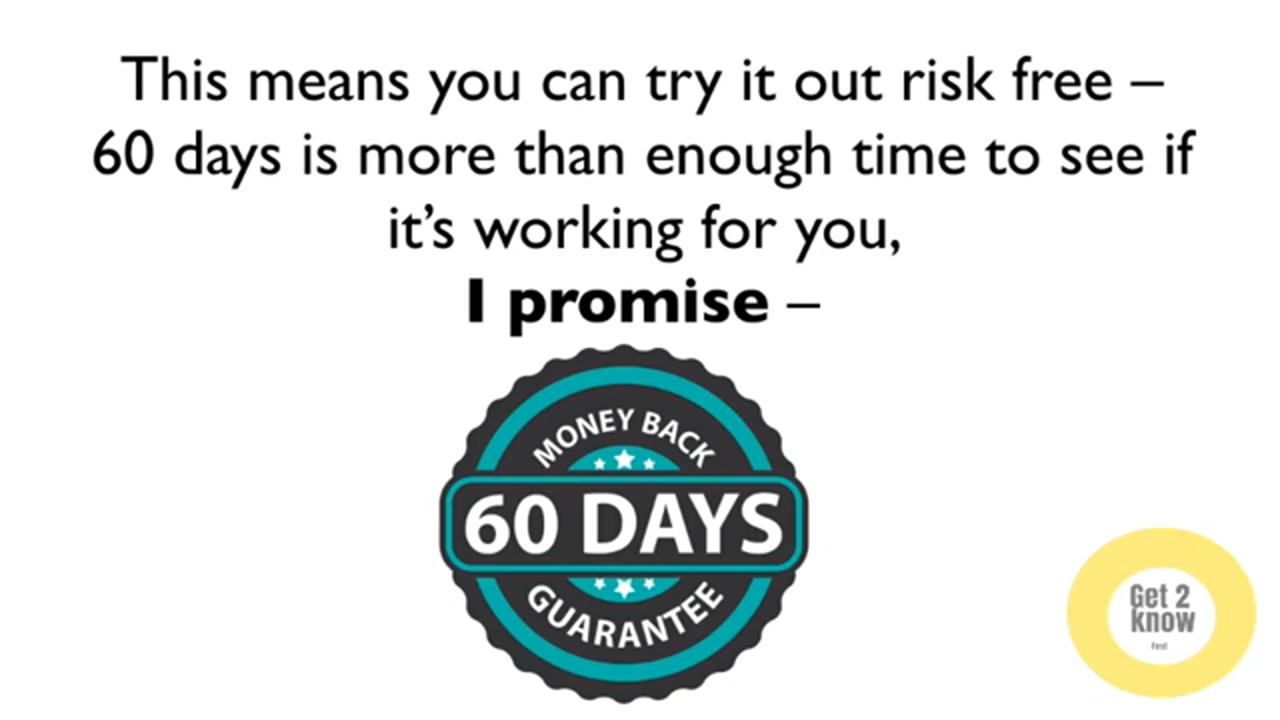 This means you can try it out risk free –
60 days is more than enough time to see if
it’s working for you,
I promise –
MONEY BACK
60 DAYS
GUARANTEE
Get 2
know
First